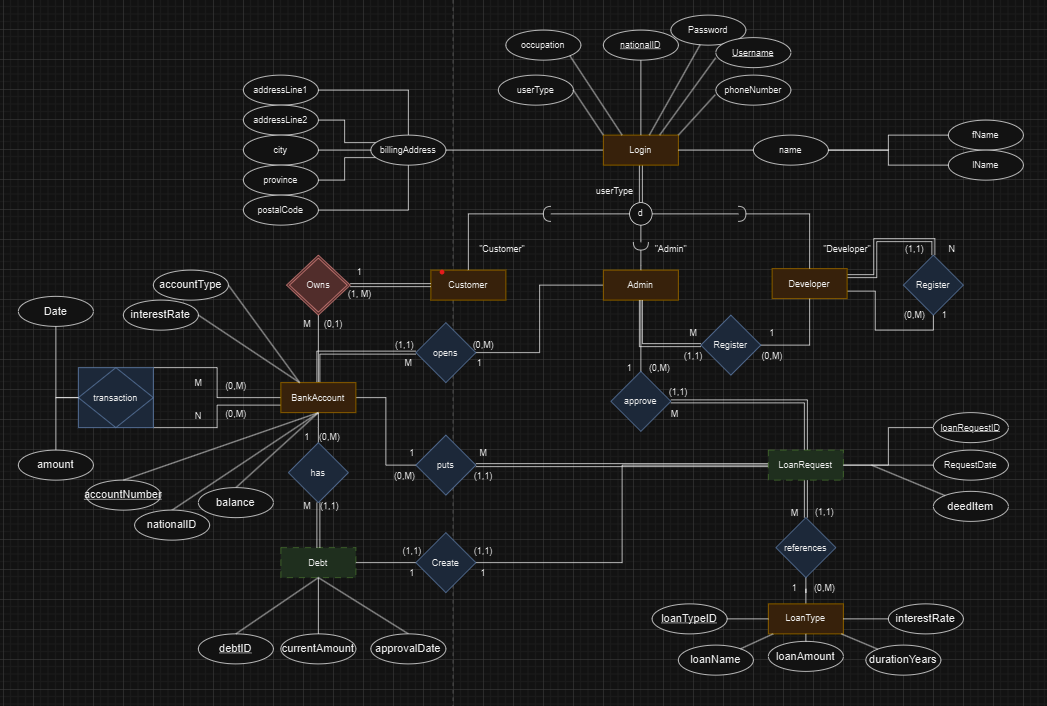 Password
occupation
nationalID
Username
userType
phoneNumber
addressLine1
addressLine2
city
province
postalCode
billingAddress
Login
name
fName
lName
userType
d
"Customer"
"Admin"
"Developer"
(1,1)
N
Owns
1
(1, M)
Customer
Admin
Developer
Register
(0,M)
1
accountType
interestRate
Date
M
(0,1)
(1,1)
M
opens
(0,M)
1
M
(1,1)
Register
1
(0,M)
transaction
M
(0,M)
N
(0,M)
BankAccount
1
(0,M)
approve
(1,1)
M
amount
accountNumber
nationalID
balance
1
(0,M)
has
M
(1,1)
1
(0,M)
puts
M
(1,1)
LoanRequest
loanRequestID
RequestDate
deedItem
M
(1,1)
references
1
(0,M)
Debt
(1,1)
1
Create
(1,1)
1
debtID
currentAmount
approvalDate
loanTypeID
LoanType
interestRate
loanName
loanAmount
durationYears